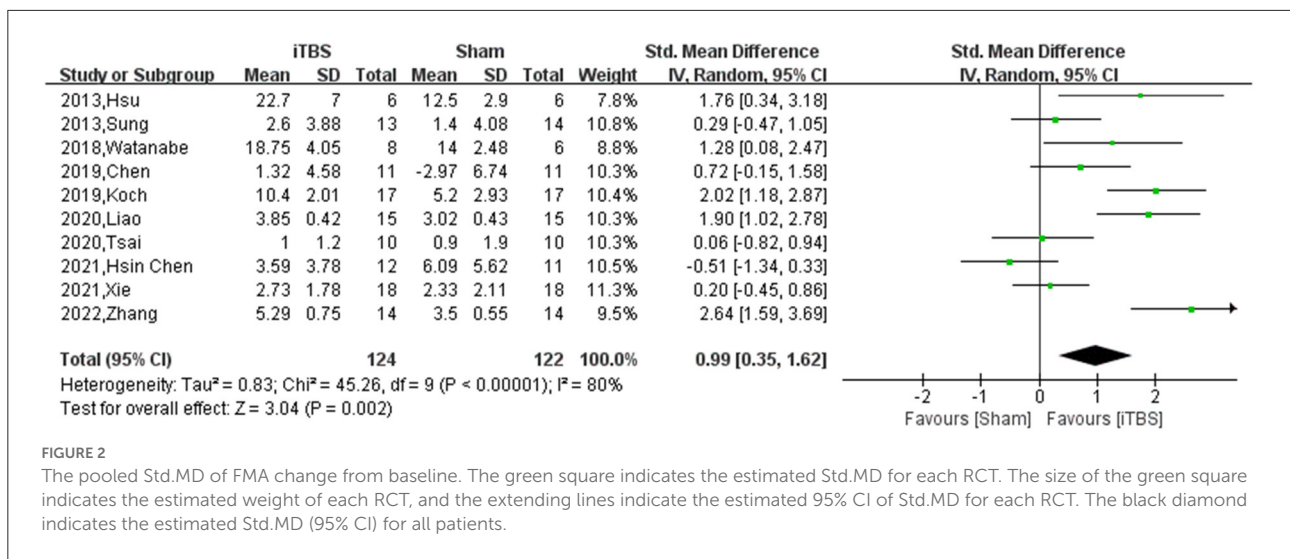 iTBS Sham Std. Mean Difference Std. Mean Difference
Study or Subgroup Mean SD Total Mean SD Total Weight IV, Random, 95% CI IV, Random, 95% CI
2013,Hsu 22.7 7 6 12.5 2.9 6 7.8% 1.76 [0.34, 3.18]
2013,Sung 2.6 3.88 13 1.4 4.08 14 10.8% 0.29 [-0.47, 1.05]
2018,Watanabe 18.75 4.05 8 14 2.48 6 8.8% 1.28 [0.08, 2.47]
2019,Chen 1.32 4.58 11 -2.97 6.74 11 10.3% 0.72 [-0.15, 1.58]
2019,Koch 10.4 2.01 17 5.2 2.93 17 10.4% 2.02 [1.18, 2.87]
2020,Liao 3.85 0.42 15 3.02 0.43 15 10.3% 1.90 [1.02, 2.78]
2020,Tsai 1 1.2 10 0.9 1.9 10 10.3% 0.06 [-0.82, 0.94]
2021,Hsin Chen 3.59 3.78 12 6.09 5.62 11 10.5% -0.51 [-1.34, 0.33]
2021,Xie 2.73 1.78 18 2.33 2.11 18 11.3% 0.20 [-0.45, 0.86]
2022,Zhang 5.29 0.75 14 3.5 0.55 14 9.5% 2.64 [1.59, 3.69]
Total (95% CI) 124 122 100.0% 0.99 [0.35, 1.62]
Heterogeneity: Tau² = 0.83; Chi² = 45.26, df = 9 (P < 0.00001); I² = 80%
Test for overall effect: Z = 3.04 (P = 0.002)
-2 -1 0 1 2
Favours [Sham] Favours [iTBS]
FIGURE 2
The pooled Std.MD of FMA change from baseline. The green square indicates the estimated Std.MD for each RCT. The size of the green square
indicates the estimated weight of each RCT, and the extending lines indicate the estimated 95% CI of Std.MD for each RCT. The black diamond
indicates the estimated Std.MD (95% CI) for all patients.